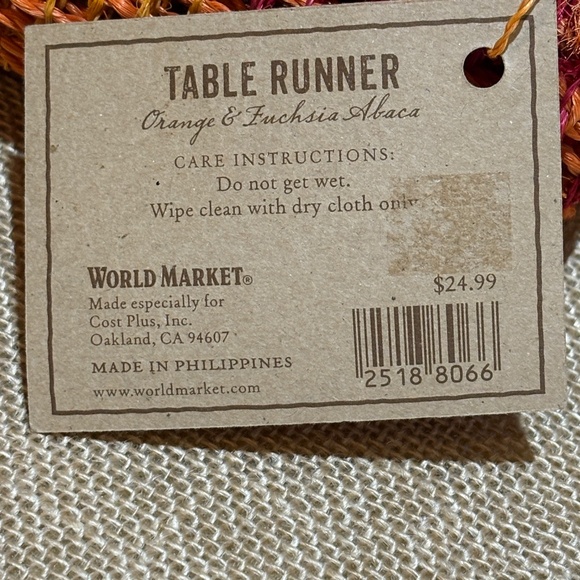 TABLE RUNNER
Orange & Fuchsia Abaca
CARE INSTRUCTIONS:
Do not get wet.
Wipe clean with dry cloth only
WORLD MARKET®
Made especially for
Cost Plus, Inc.
Oakland, CA 94607
MADE IN PHILIPPINES
www.worldmarket.com
$24.99
2518 8066